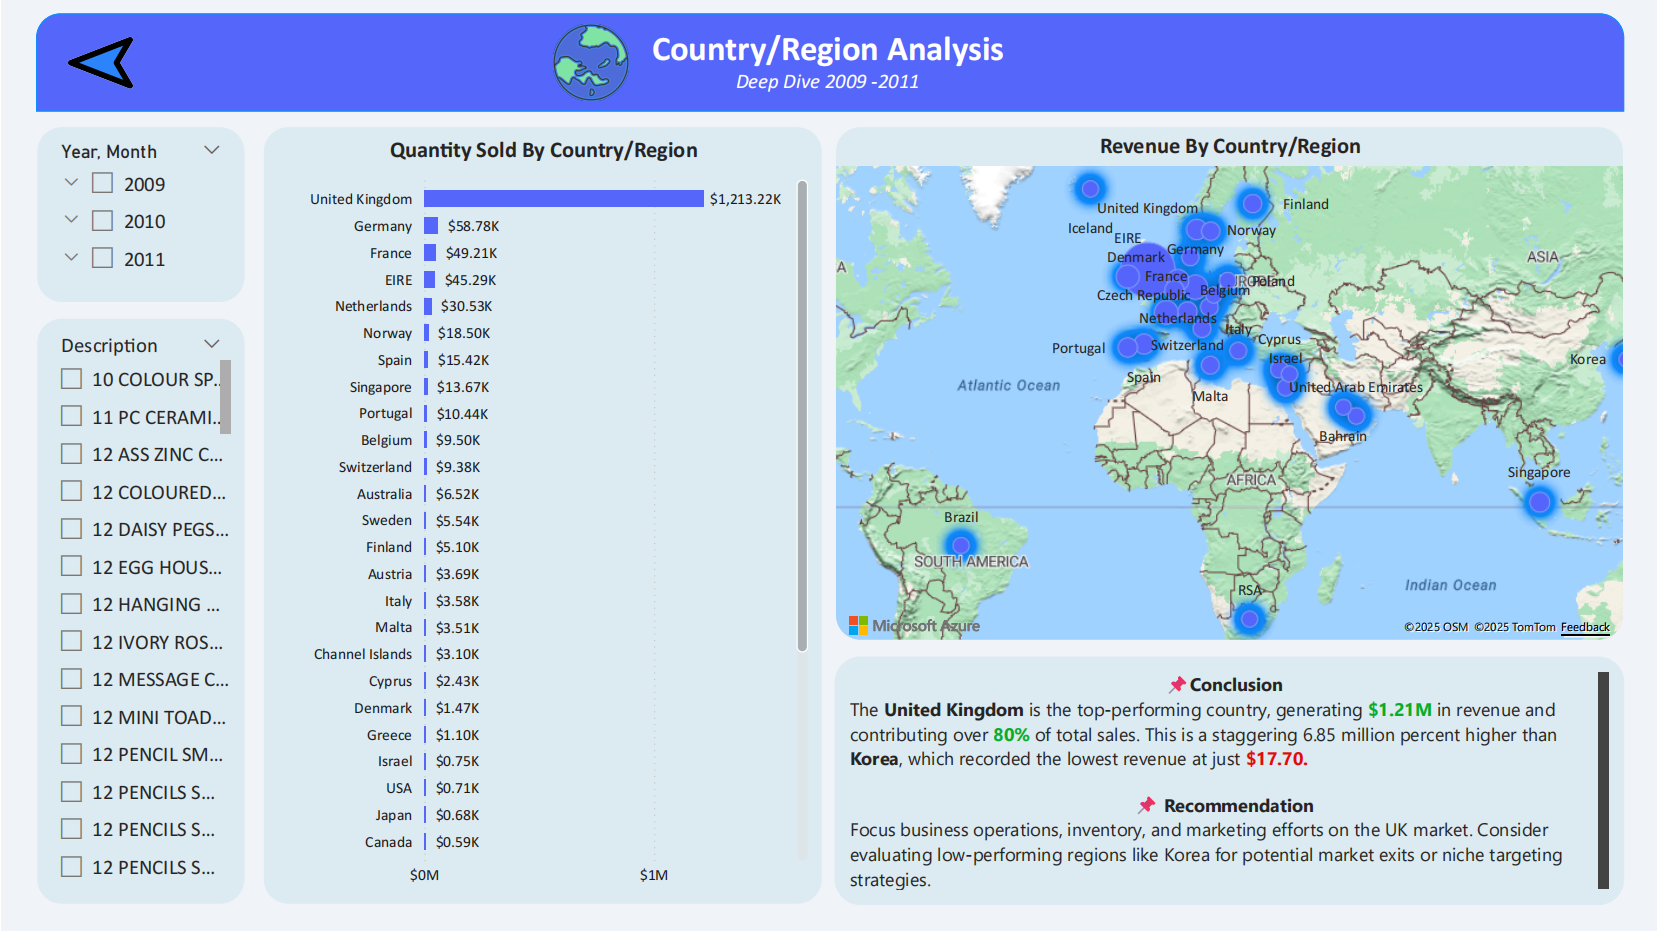 Country/Region Analysis
Deep Dive 2009 -2011
Year, Month
2009
2010
2011
Description
10 COLOUR SP...
11 PC CERAMI...
12 ASS ZINC C...
12 COLOURED...
12 DAISY PEGS...
12 EGG HOUS...
12 HANGING ...
12 IVORY ROS...
12 MESSAGE C...
12 MINI TOAD...
12 PENCIL SM...
12 PENCILS S...
12 PENCILS S...
12 PENCILS S...
Quantity Sold By Country/Region
United Kingdom $1,213.22K
Germany $58.78K
France $49.21K
EIRE $45.29K
Netherlands $30.53K
Norway $18.50K
Spain $15.42K
Singapore $13.67K
Portugal $10.44K
Belgium $9.50K
Switzerland $9.38K
Australia $6.52K
Sweden $5.54K
Finland $5.10K
Austria $3.69K
Italy $3.58K
Malta $3.51K
Channel Islands $3.10K
Cyprus $2.43K
Denmark $1.47K
Greece $1.10K
Israel $0.75K
USA $0.71K
Japan $0.68K
Canada $0.59K
$0M $1M
Revenue By Country/Region
United Kingdom
Finland
Iceland
EIRE
Norway
Germany
Denmark
ASIA
A
France
Poland
Czech Republic
Belgium
Netherlands
Italy
Cyprus
Portugal
Switzerland
Israel
Korea
Spain
Atlantic Ocean
United Arab Emirates
Malta
Bahrain
Singapore
AFRICA
Brazil
SOUTH AMERICA
RSA
Indian Ocean
Microsoft Azure
©2025 OSM ©2025 TomTom Feedback
Conclusion
The United Kingdom is the top-performing country, generating $1.21M in revenue and
contributing over 80% of total sales. This is a staggering 6.85 million percent higher than
Korea, which recorded the lowest revenue at just $17.70.
Recommendation
Focus business operations, inventory, and marketing efforts on the UK market. Consider
evaluating low-performing regions like Korea for potential market exits or niche targeting
strategies.